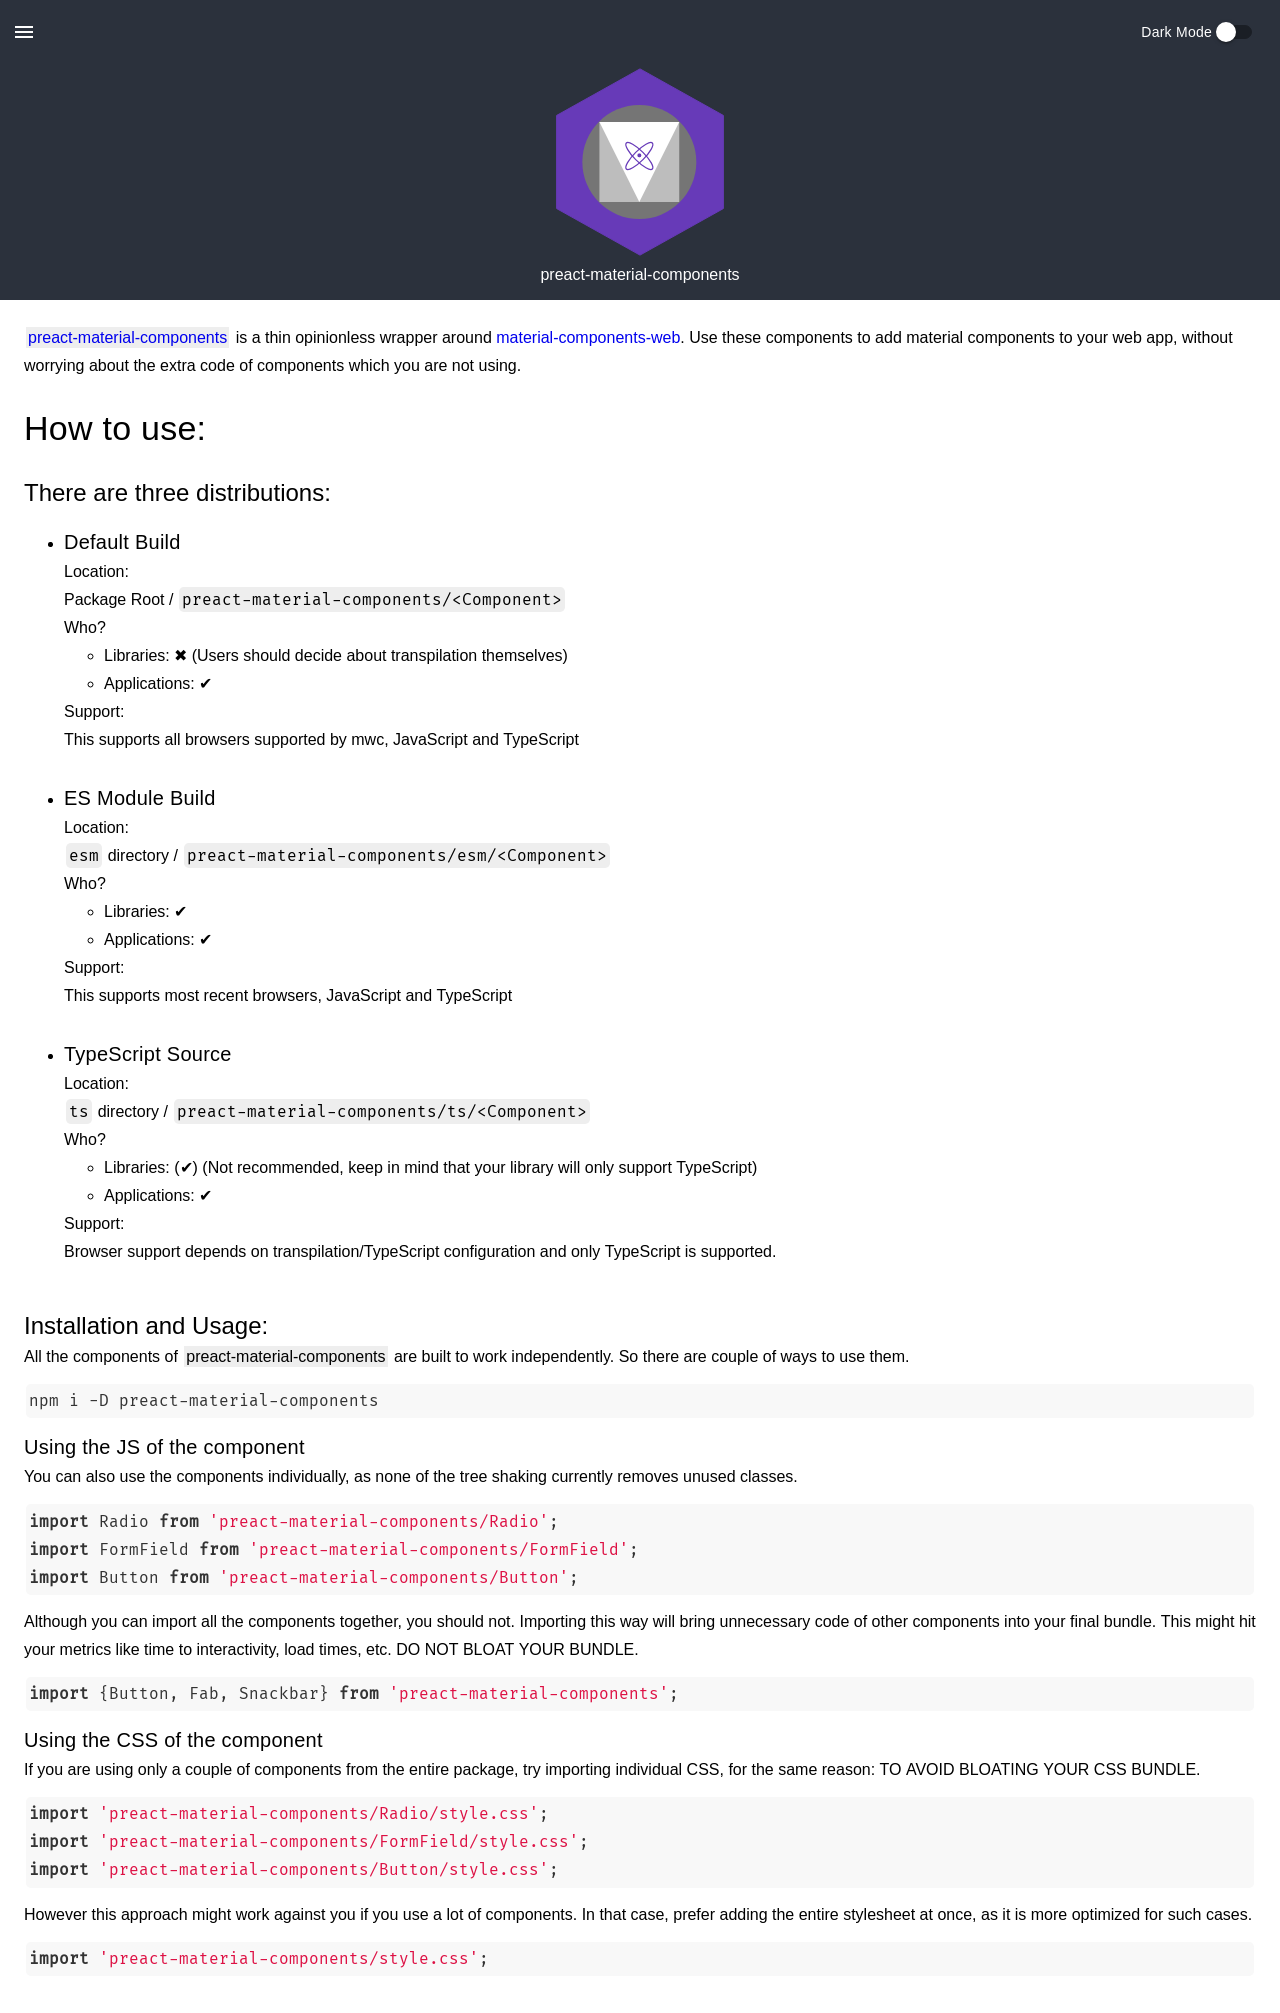 Dark Mode
preact-material-components
preact-material-components is a thin opinionless wrapper around material-components-web. Use these components to add material components to your web app, without
worrying about the extra code of components which you are not using.
How to use:
There are three distributions:
• Default Build
Location:
Package Root / preact-material-components/<Component>
Who?
◦ Libraries: ✖ (Users should decide about transpilation themselves)
◦ Applications: ✔
Support:
This supports all browsers supported by mwc, JavaScript and TypeScript
• ES Module Build
Location:
esm directory / preact-material-components/esm/<Component>
Who?
◦ Libraries: ✔
◦ Applications: ✔
Support:
This supports most recent browsers, JavaScript and TypeScript
• TypeScript Source
Location:
ts directory / preact-material-components/ts/<Component>
Who?
◦ Libraries: (✔) (Not recommended, keep in mind that your library will only support TypeScript)
◦ Applications: ✔
Support:
Browser support depends on transpilation/TypeScript configuration and only TypeScript is supported.
Installation and Usage:
All the components of preact-material-components are built to work independently. So there are couple of ways to use them.
npm i -D preact-material-components
Using the JS of the component
You can also use the components individually, as none of the tree shaking currently removes unused classes.
import Radio from 'preact-material-components/Radio';
import FormField from 'preact-material-components/FormField';
import Button from 'preact-material-components/Button';
Although you can import all the components together, you should not. Importing this way will bring unnecessary code of other components into your final bundle. This might hit
your metrics like time to interactivity, load times, etc. DO NOT BLOAT YOUR BUNDLE.
import {Button, Fab, Snackbar} from 'preact-material-components';
Using the CSS of the component
If you are using only a couple of components from the entire package, try importing individual CSS, for the same reason: TO AVOID BLOATING YOUR CSS BUNDLE.
import 'preact-material-components/Radio/style.css';
import 'preact-material-components/FormField/style.css';
import 'preact-material-components/Button/style.css';
However this approach might work against you if you use a lot of components. In that case, prefer adding the entire stylesheet at once, as it is more optimized for such cases.
import 'preact-material-components/style.css';